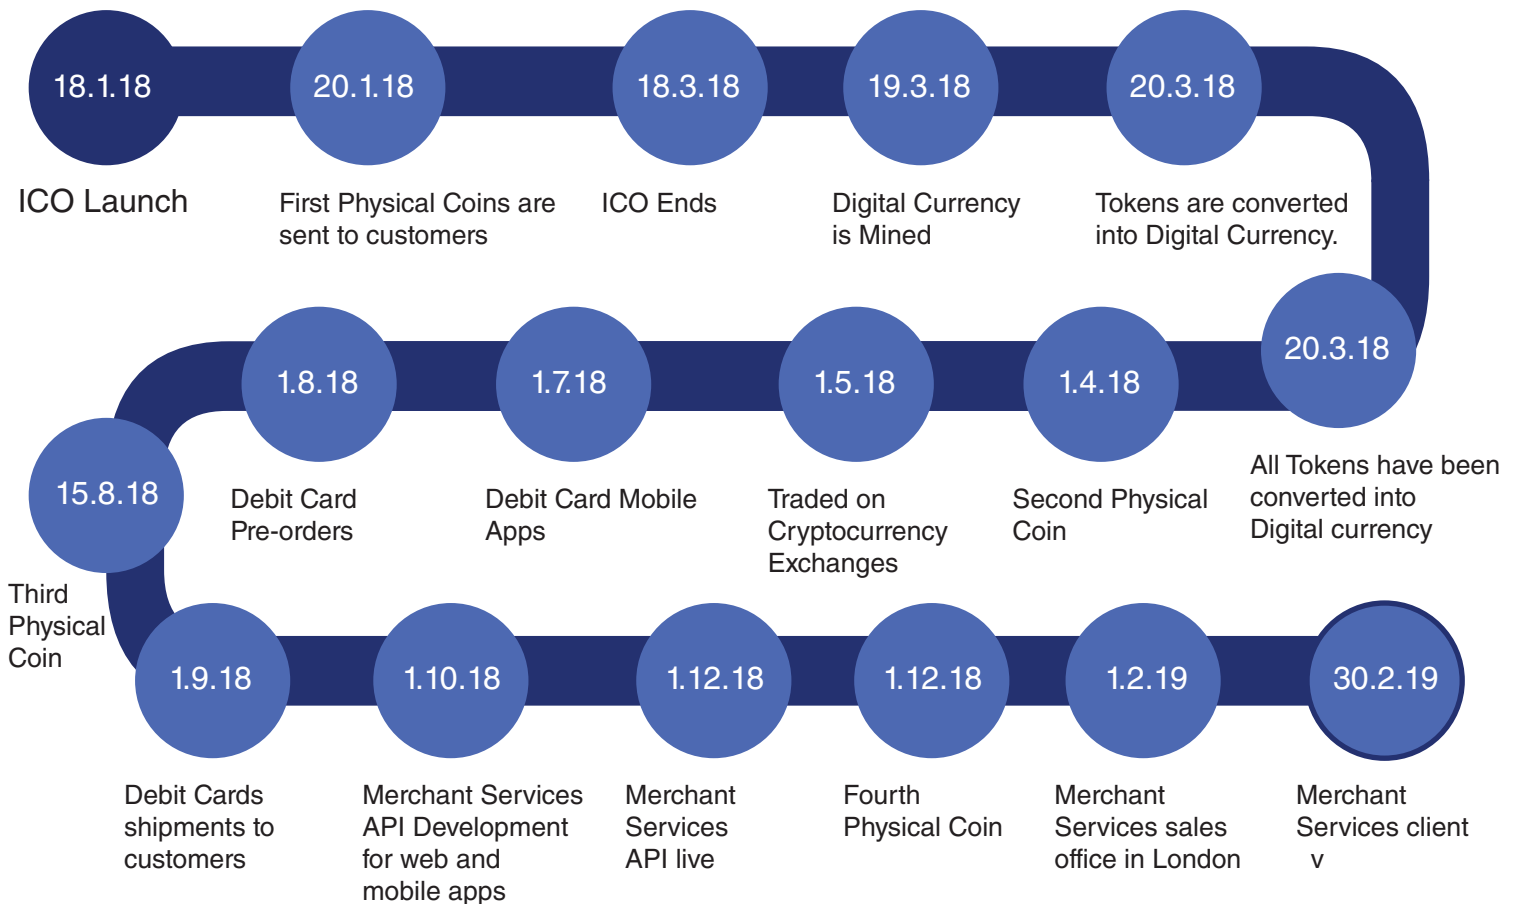 18.1.18
ICO Launch
20.1.18
First Physical Coins are
sent to customers
18.3.18
ICO Ends
19.3.18
Digital Currency
is Mined
20.3.18
Tokens are converted
into Digital Currency.
20.3.18
All Tokens have been
converted into
Digital currency
1.4.18
Second Physical
Coin
1.5.18
Traded on
Cryptocurrency
Exchanges
1.7.18
Debit Card Mobile
Apps
1.8.18
Debit Card
Pre-orders
15.8.18
Third
Physical
Coin
1.9.18
Debit Cards
shipments to
customers
1.10.18
Merchant Services
API Development
for web and
mobile apps
1.12.18
Merchant
Services
API live
1.12.18
Fourth
Physical Coin
1.2.19
Merchant
Services sales
office in London
30.2.19
Merchant
Services client
v